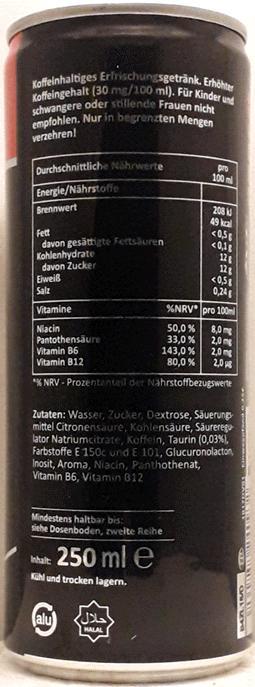 Koffeinhaltiges Erfrischungsgetränk. Erhöhter
Koffeingehalt (30 mg/100 ml). Für Kinder und
schwangere oder stillende Frauen nicht
empfohlen. Nur in begrenzten Mengen
verzehren!
Durchschnittliche Nährwerte pro 100 ml
Energie/Nährstoffe
Brennwert 208 kJ
49 kcal
Fett <0,5 g
davon gesättigte Fettsäuren <0,1 g
Kohlenhydrate 12 g
davon Zucker 12 g
Eiweiß <0,5 g
Salz 0,24 g
Vitamine %NRV* pro 100ml
Niacin 50,0 % 8,0 mg
Pantothensäure 33,0 % 2,0 mg
Vitamin B6 143,0 % 2,0 mg
Vitamin B12 80,0 % 2,0 µg
*% NRV - Prozentanteil der Nährstoffbezugswerte
Zutaten: Wasser, Zucker, Dextrose, Säuerungs-
mittel Citronensäure, Kohlensäure, Säureregu-
lator Natriumcitrate, Koffein, Taurin (0,03%),
Farbstoffe E 150c und E 101, Glucuronolacton,
Inosit, Aroma, Niacin, Panthothenat,
Vitamin B6, Vitamin B12
Mindestens haltbar bis:
siehe Dosenboden, zweite Reihe
Inhalt: 250 ml e
Kühl und trocken lagern.
alu
حلال
HALAL